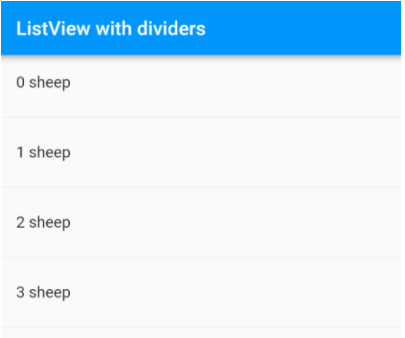 ListView with dividers
0 sheep
1 sheep
2 sheep
3 sheep